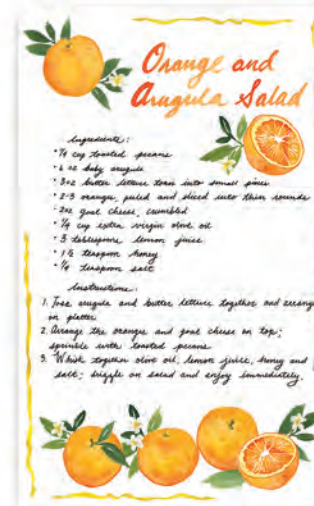 Orange and
Arugula Salad
Ingredients:
• 1/4 cup toasted pecans
• 6 oz baby arugula
• 3 oz butter lettuce torn into small pieces
• 2-3 oranges, peeled and sliced into thin rounds
• 2 oz goat cheese, crumbled
• 1/4 cup extra virgin olive oil
• 3 tablespoons lemon juice
• 1 1/2 teaspoon honey
• 1/4 teaspoon salt
Instructions:
1. Toss arugula and butter lettuce together and arrange
on platter
2. Arrange the oranges and goat cheese on top;
sprinkle with toasted pecans
3. Whisk together olive oil, lemon juice, honey and
salt; drizzle on salad and enjoy immediately.